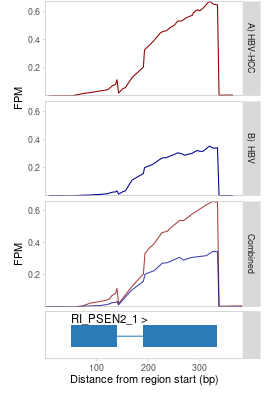 0.6
0.4
0.2
A) HBV-HCC
FPM
0.6
0.4
0.2
B) HBV
0.6
0.4
0.2
FPM
Combined
RI_PSEN2_1 >
100 200 300
Distance from region start (bp)